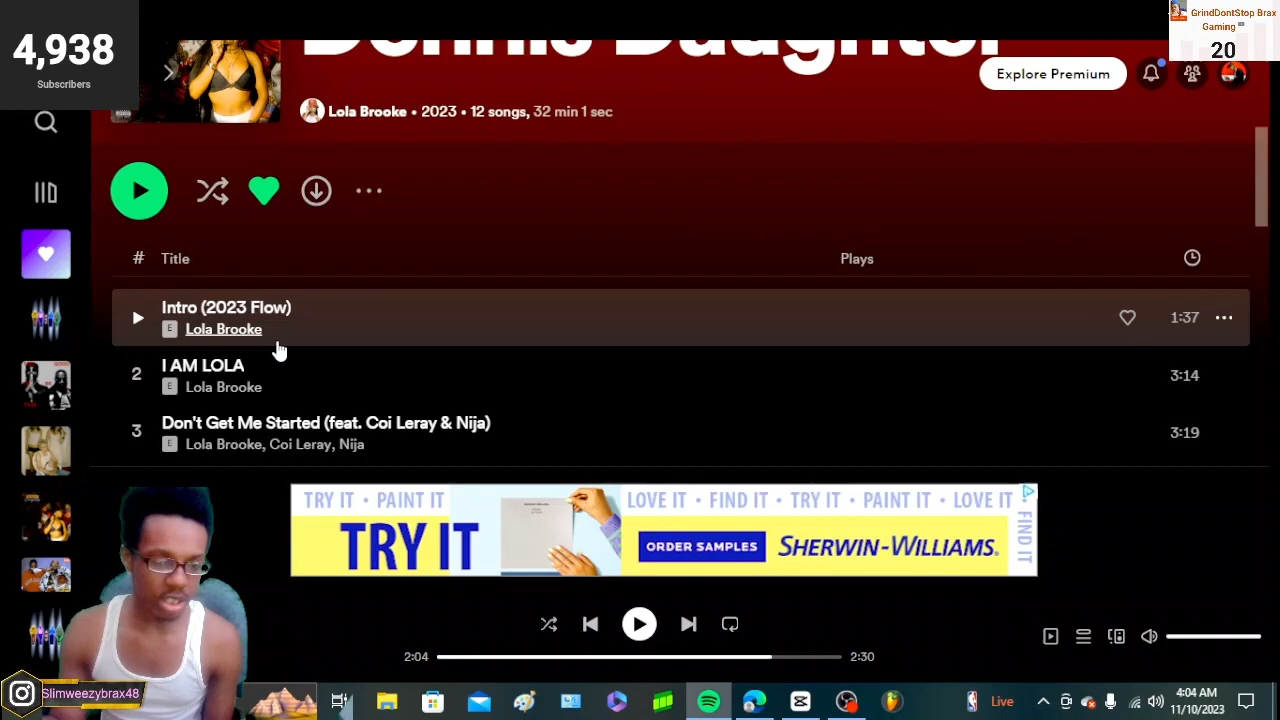 4,938
Subscribers
GrindDontStop Brax
Gaming
20
Dennis Daughter
Explore Premium
Lola Brooke • 2023 • 12 songs, 32 min 1 sec
# Title Plays
Intro (2023 Flow) 1:37
E Lola Brooke
2 I AM LOLA 3:14
E Lola Brooke
3 Don't Get Me Started (feat. Coi Leray & Nija) 3:19
E Lola Brooke, Coi Leray, Nija
TRY IT • PAINT IT LOVE IT • FIND IT • TRY IT • PAINT IT • LOVE IT
FIND IT
TRY IT
ORDER SAMPLES
SHERWIN-WILLIAMS.
2:04 2:30
Slimweezybrax48
Live
4:04 AM
11/10/2023